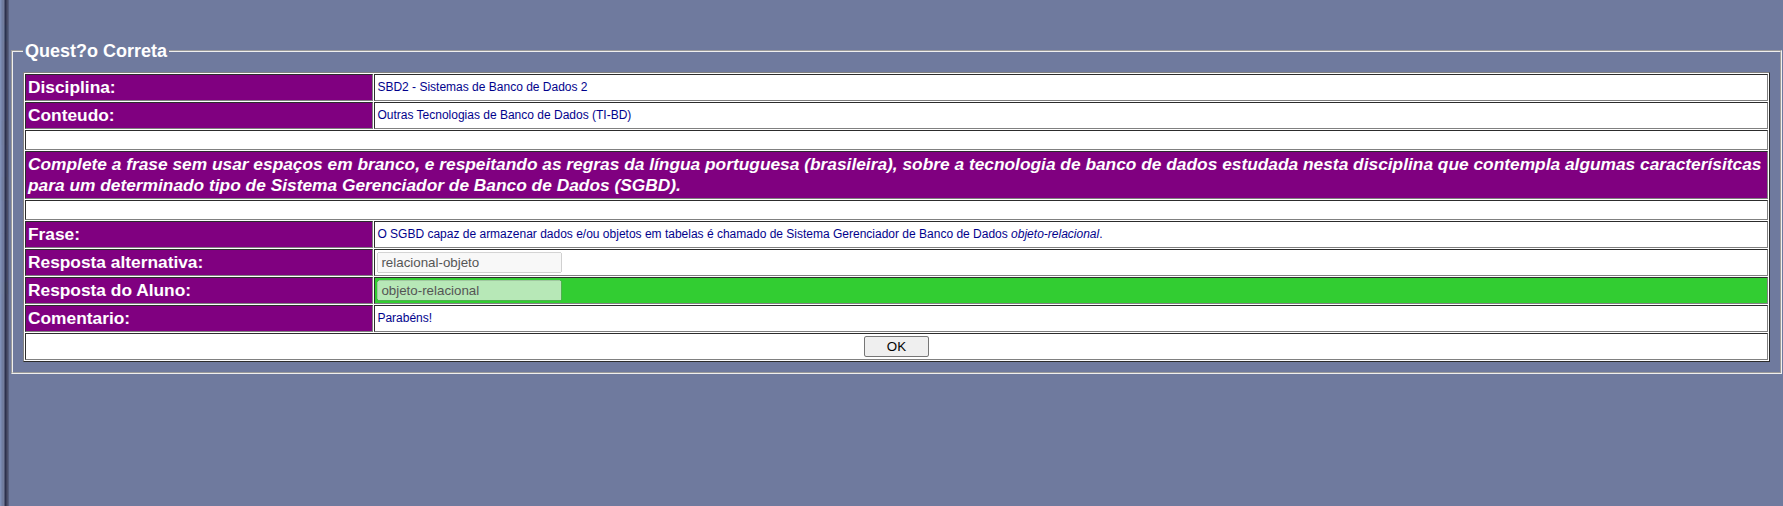 Quest?o Correta
Disciplina: SBD2 - Sistemas de Banco de Dados 2
Conteudo: Outras Tecnologias de Banco de Dados (TI-BD)
Complete a frase sem usar espaços em branco, e respeitando as regras da língua portuguesa (brasileira), sobre a tecnologia de banco de dados estudada nesta disciplina que contempla algumas caracterísitcas
para um determinado tipo de Sistema Gerenciador de Banco de Dados (SGBD).
Frase: O SGBD capaz de armazenar dados e/ou objetos em tabelas é chamado de Sistema Gerenciador de Banco de Dados objeto-relacional.
Resposta alternativa: relacional-objeto
Resposta do Aluno: objeto-relacional
Comentario: Parabéns!
OK